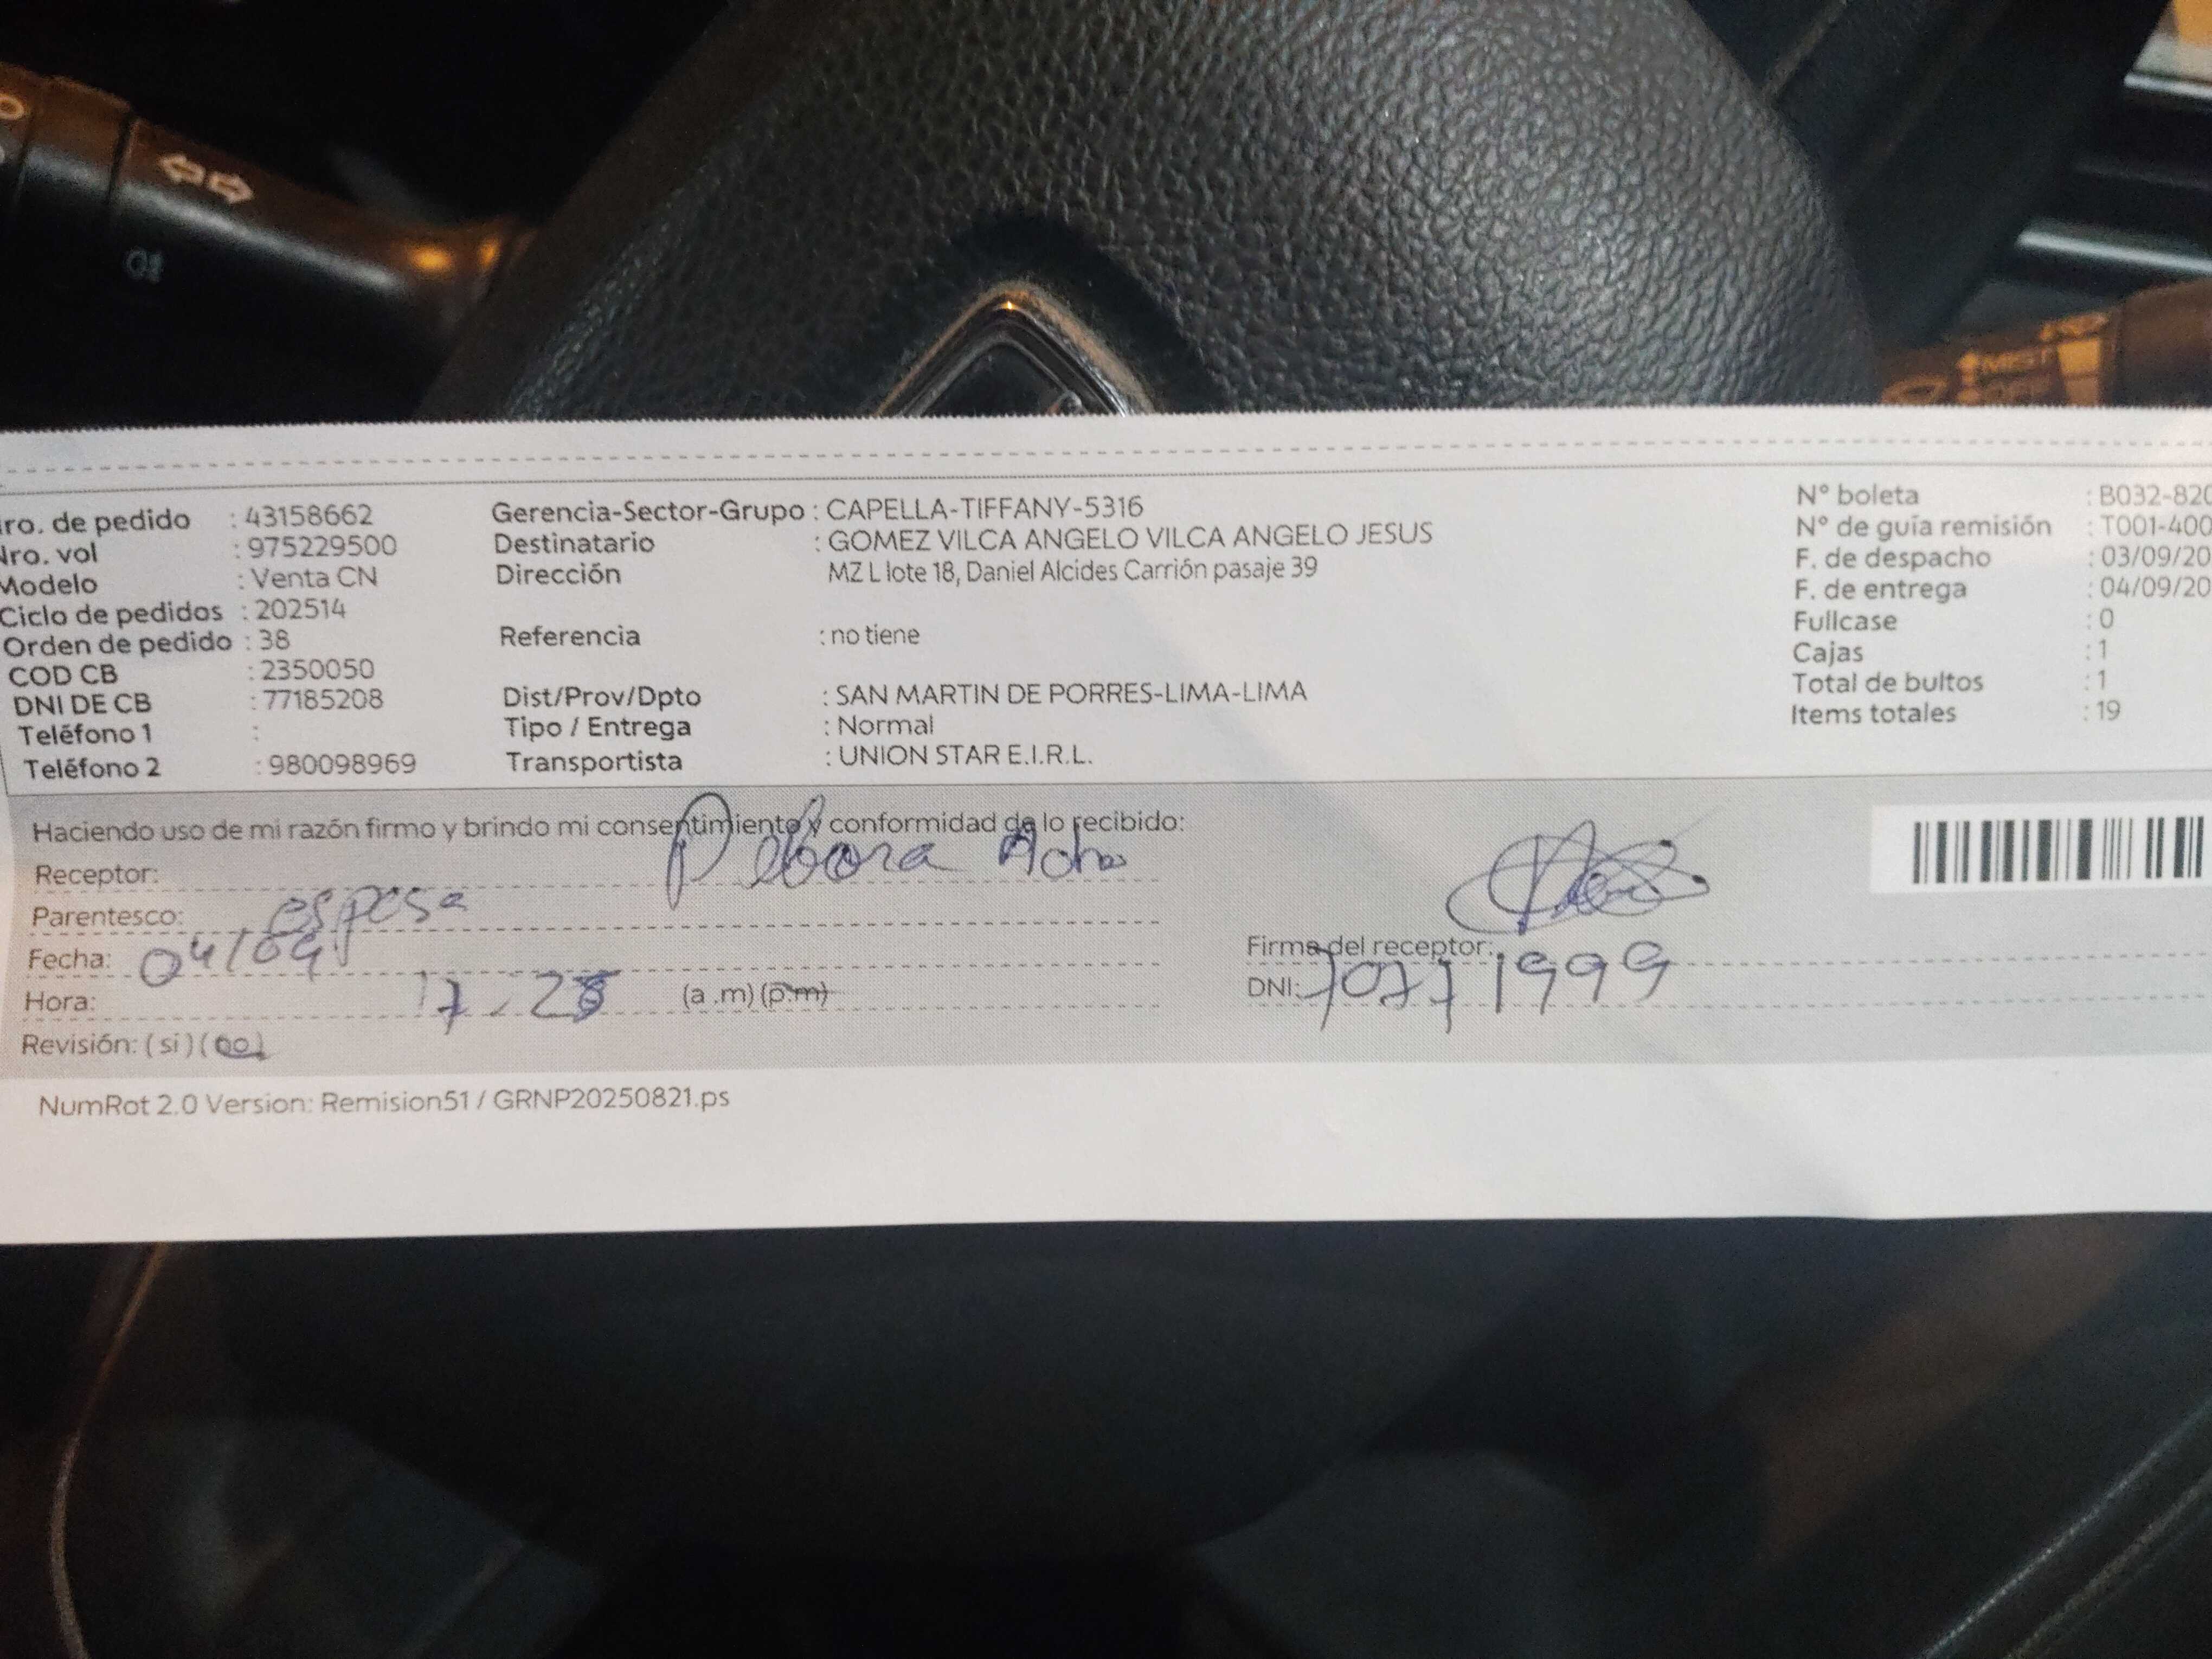 ro. de pedido : 43158662
Nro. vol : 975229500
Modelo : Venta CN
Ciclo de pedidos : 202514
Orden de pedido : 38
COD CB : 2350050
DNI DE CB : 77185208
Teléfono 1 :
Teléfono 2 : 980098969
Gerencia-Sector-Grupo : CAPELLA-TIFFANY-5316
Destinatario : GOMEZ VILCA ANGELO VILCA ANGELO JESUS
Dirección MZ L lote 18, Daniel Alcides Carrión pasaje 39
Referencia : no tiene
Dist/Prov/Dpto : SAN MARTIN DE PORRES-LIMA-LIMA
Tipo / Entrega : Normal
Transportista : UNION STAR E.I.R.L.
N° boleta : B032-820
N° de guía remisión : T001-400
F. de despacho : 03/09/20
F. de entrega : 04/09/20
Fullcase : 0
Cajas : 1
Total de bultos : 1
Items totales : 19
Haciendo uso de mi razón firmo y brindo mi consentimiento y conformidad de lo recibido:
Receptor: Debora
Parentesco: esposa
Fecha: 04/09
Hora: (a .m) (p.m)
Revisión: ( si ) ( no )
Firma del receptor:
DNI: 70771999
NumRot 2.0 Version: Remision51 / GRNP20250821.ps
MIST
OFF